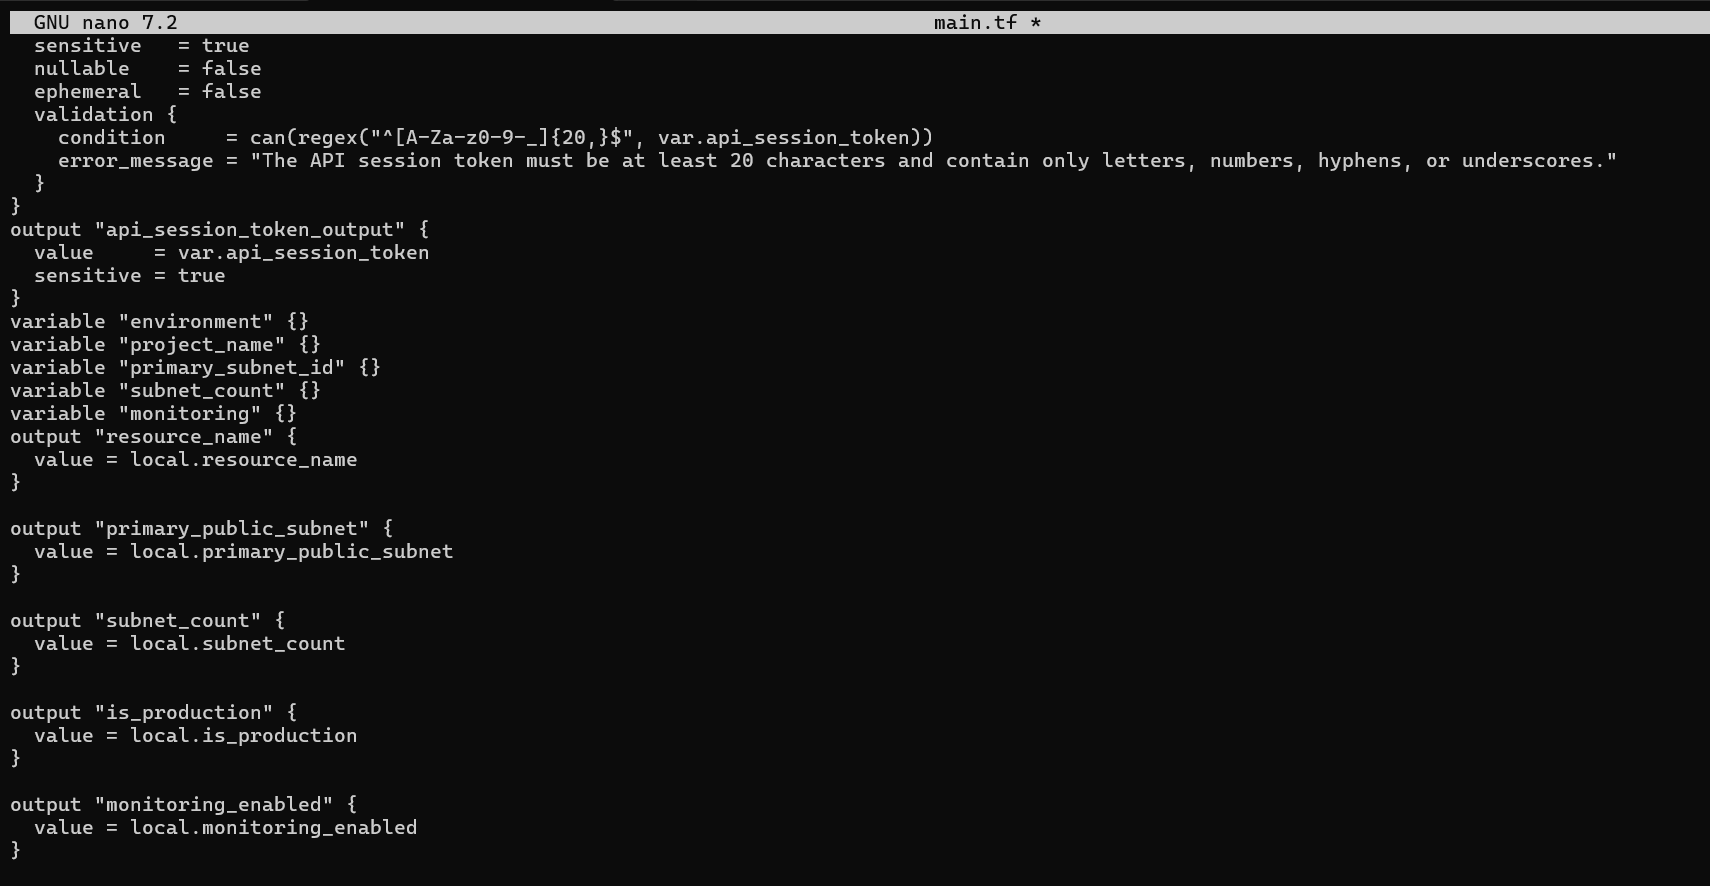 GNU nano 7.2 main.tf *
sensitive   = true
nullable    = false
ephemeral   = false
validation {
condition     = can(regex("^[A-Za-z0-9-_]{20,}$", var.api_session_token))
error_message = "The API session token must be at least 20 characters and contain only letters, numbers, hyphens, or underscores."
}
}
output "api_session_token_output" {
value     = var.api_session_token
sensitive = true
}
variable "environment" {}
variable "project_name" {}
variable "primary_subnet_id" {}
variable "subnet_count" {}
variable "monitoring" {}
output "resource_name" {
value = local.resource_name
}
output "primary_public_subnet" {
value = local.primary_public_subnet
}
output "subnet_count" {
value = local.subnet_count
}
output "is_production" {
value = local.is_production
}
output "monitoring_enabled" {
value = local.monitoring_enabled
}